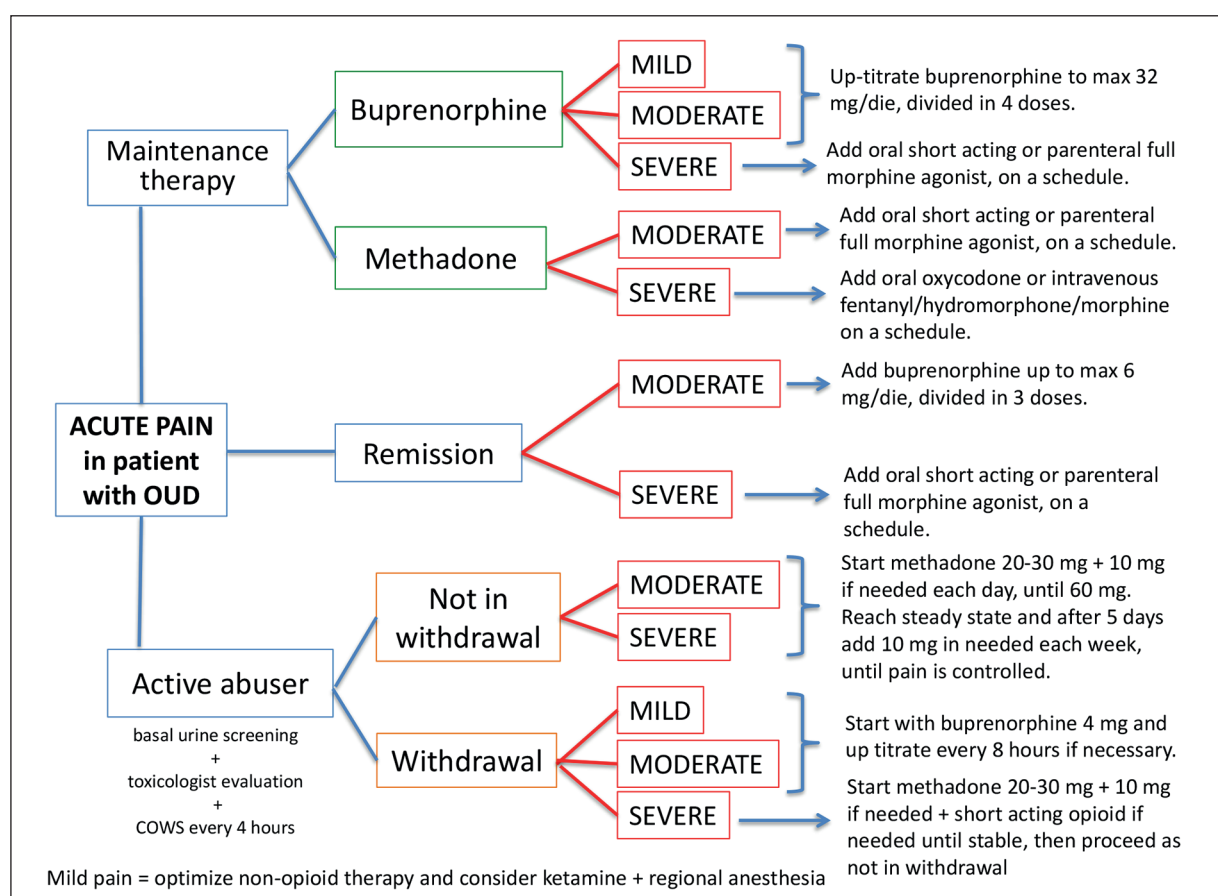 MILD
Buprenorphine
MODERATE
Up-titrate buprenorphine to max 32
mg/die, divided in 4 doses.
Maintenance
therapy
SEVERE
Add oral short acting or parenteral full
morphine agonist, on a schedule.
Methadone
MODERATE
Add oral short acting or parenteral
full morphine agonist, on a schedule.
SEVERE
Add oral oxycodone or intravenous
fentanyl/hydromorphone/morphine
on a schedule.
ACUTE PAIN
in patient
with OUD
Remission
MODERATE
Add buprenorphine up to max 6
mg/die, divided in 3 doses.
SEVERE
Add oral short acting or parenteral
full morphine agonist, on a
schedule.
Active abuser
basal urine screening
+
toxicologist evaluation
+
COWS every 4 hours
Not in
withdrawal
MODERATE
SEVERE
Start methadone 20-30 mg + 10 mg
if needed each day, until 60 mg.
Reach steady state and after 5 days
add 10 mg in needed each week,
until pain is controlled.
Withdrawal
MILD
MODERATE
Start with buprenorphine 4 mg and
up titrate every 8 hours if necessary.
SEVERE
Start methadone 20-30 mg + 10 mg
if needed + short acting opioid if
needed until stable, then proceed as
not in withdrawal
Mild pain = optimize non-opioid therapy and consider ketamine + regional anesthesia